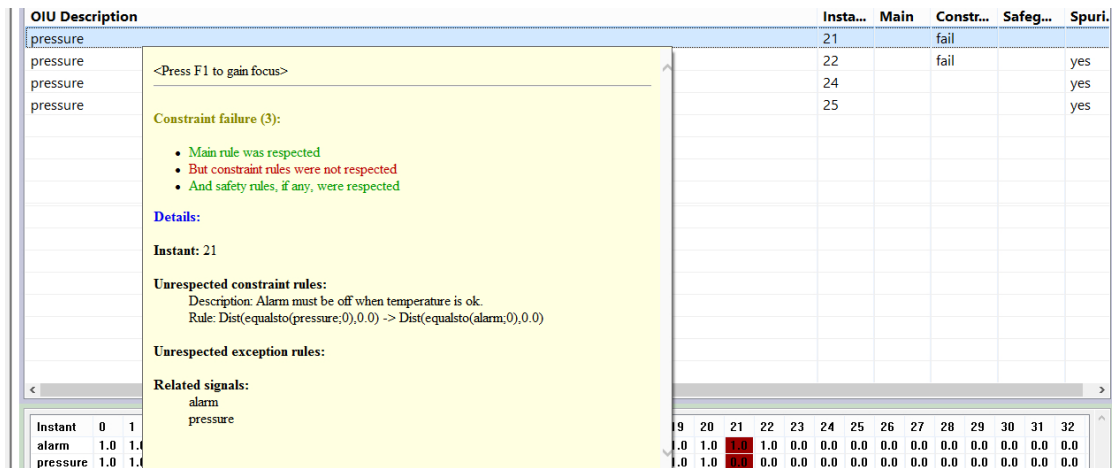 OIU Description Insta... Main Constr... Safeg... Spuri.
pressure 21 fail
pressure 22 fail yes
pressure 24 yes
pressure 25 yes
<Press F1 to gain focus>
Constraint failure (3):
• Main rule was respected
• But constraint rules were not respected
• And safety rules, if any, were respected
Details:
Instant: 21
Unrespected constraint rules:
Description: Alarm must be off when temperature is ok.
Rule: Dist(equalsto(pressure;0),0.0) -> Dist(equalsto(alarm;0),0.0)
Unrespected exception rules:
Related signals:
alarm
pressure
Instant 0 1 19 20 21 22 23 24 25 26 27 28 29 30 31 32
alarm 1.0 1.0 1.0 1.0 1.0 1.0 0.0 0.0 0.0 0.0 0.0 0.0 0.0 0.0 0.0 0.0
pressure 1.0 1.0 1.0 1.0 0.0 0.0 0.0 0.0 0.0 0.0 0.0 0.0 0.0 0.0 0.0 0.0